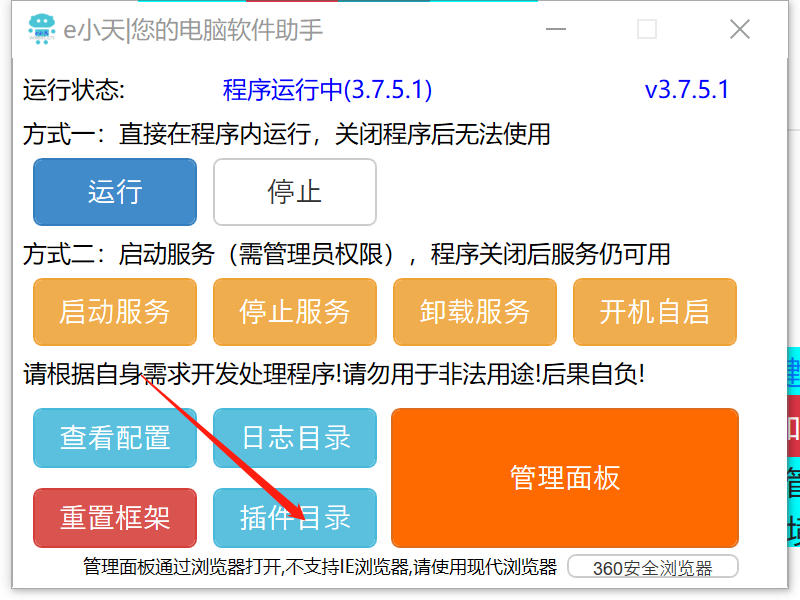 e小天|您的电脑软件助手
运行状态: 程序运行中(3.7.5.1) v3.7.5.1
方式一：直接在程序内运行，关闭程序后无法使用
运行 停止
方式二：启动服务（需管理员权限），程序关闭后服务仍可用
启动服务 停止服务 卸载服务 开机自启
请根据自身需求开发处理程序!请勿用于非法用途!后果自负!
查看配置 日志目录
管理面板
重置框架 插件目录
管理面板通过浏览器打开,不支持IE浏览器,请使用现代浏览器 360安全浏览器